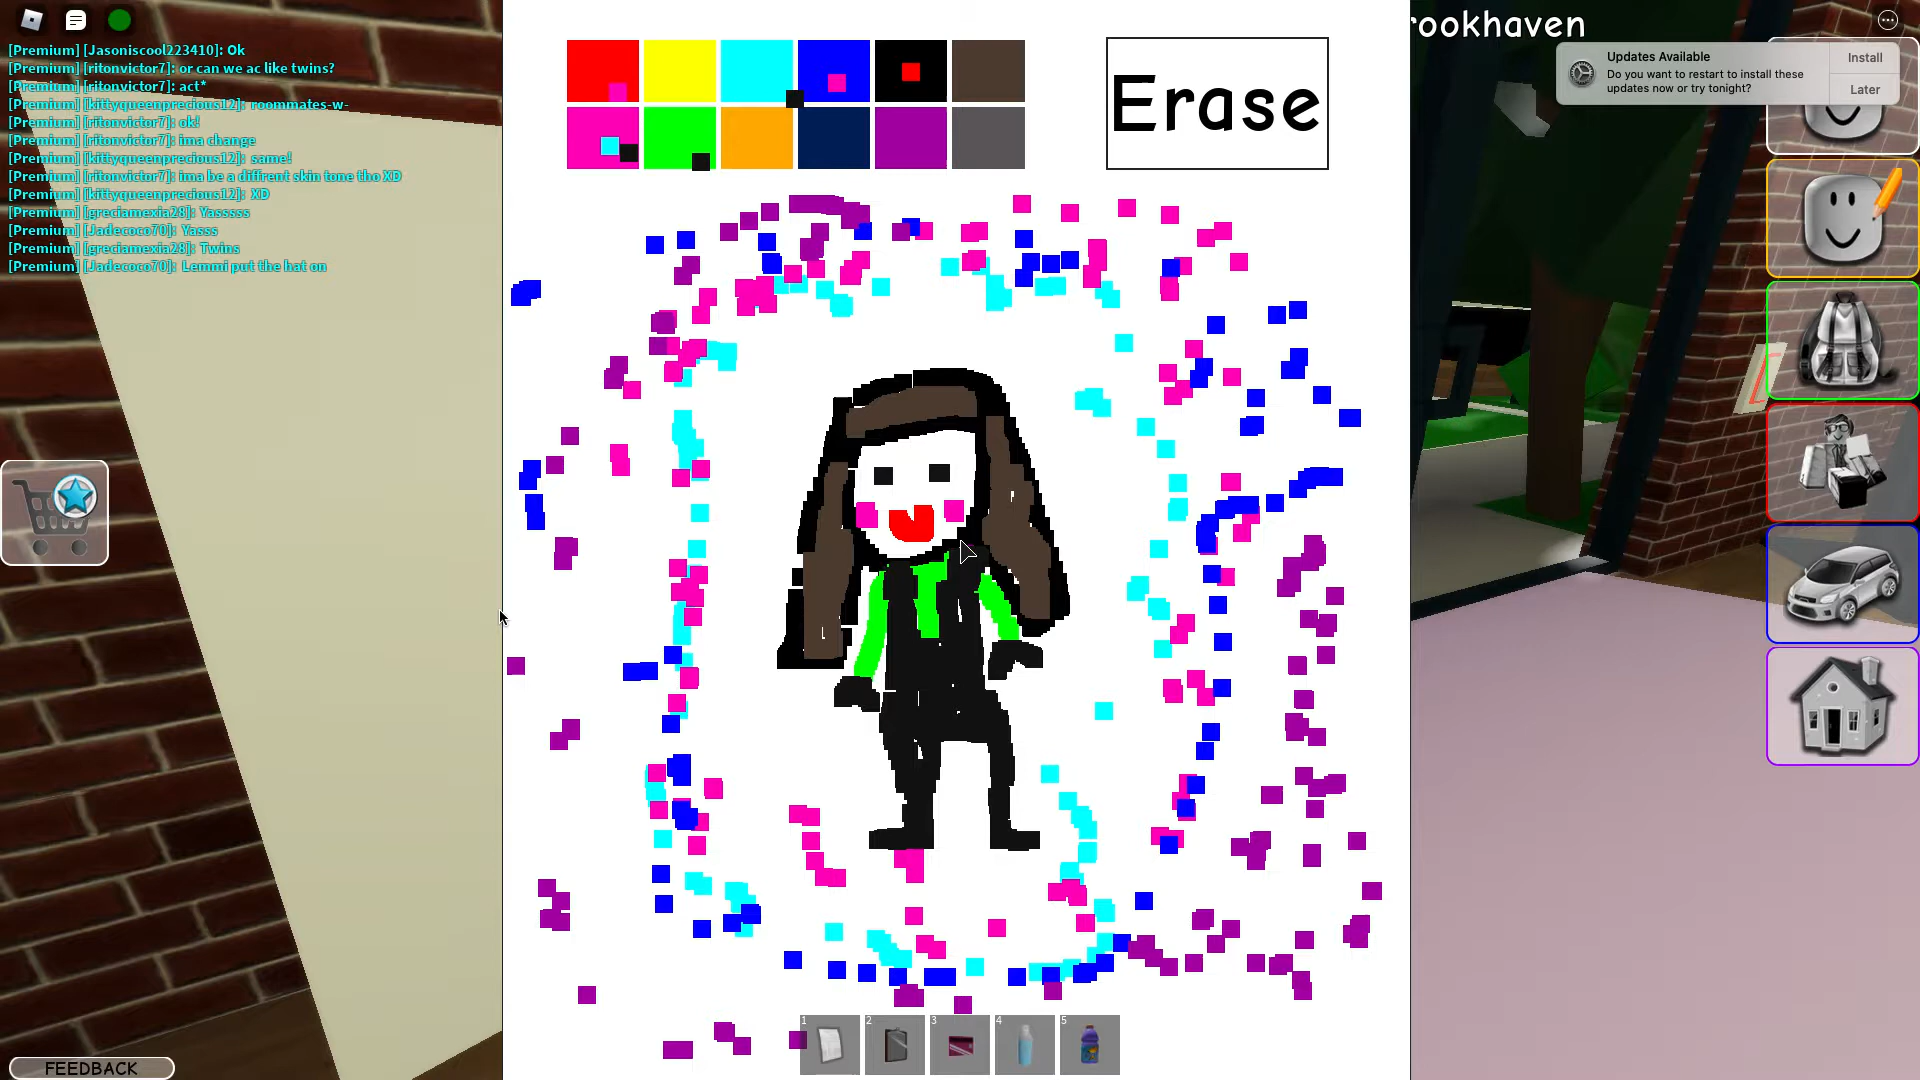 [Premium] [Jasoniscool223410]: Ok
[Premium] [ritonvictor7]: or can we ac like twins?
[Premium] [ritonvictor7]: act*
[Premium] [kittyqueenprecious12]: roommates-w-
[Premium] [ritonvictor7]: ok!
[Premium] [ritonvictor7]: ima change
[Premium] [kittyqueenprecious12]: same!
[Premium] [ritonvictor7]: ima be a diffrent skin tone tho XD
[Premium] [kittyqueenprecious12]: XD
[Premium] [greciamexia28]: Yasssss
[Premium] [Jadecoco70]: Yasss
[Premium] [greciamexia28]: Twins
[Premium] [Jadecoco70]: Lemmi put the hat on
Erase
rookhaven
Updates Available
Do you want to restart to install these
updates now or try tonight?
Install
Later
1 2 3 4 5
FEEDBACK